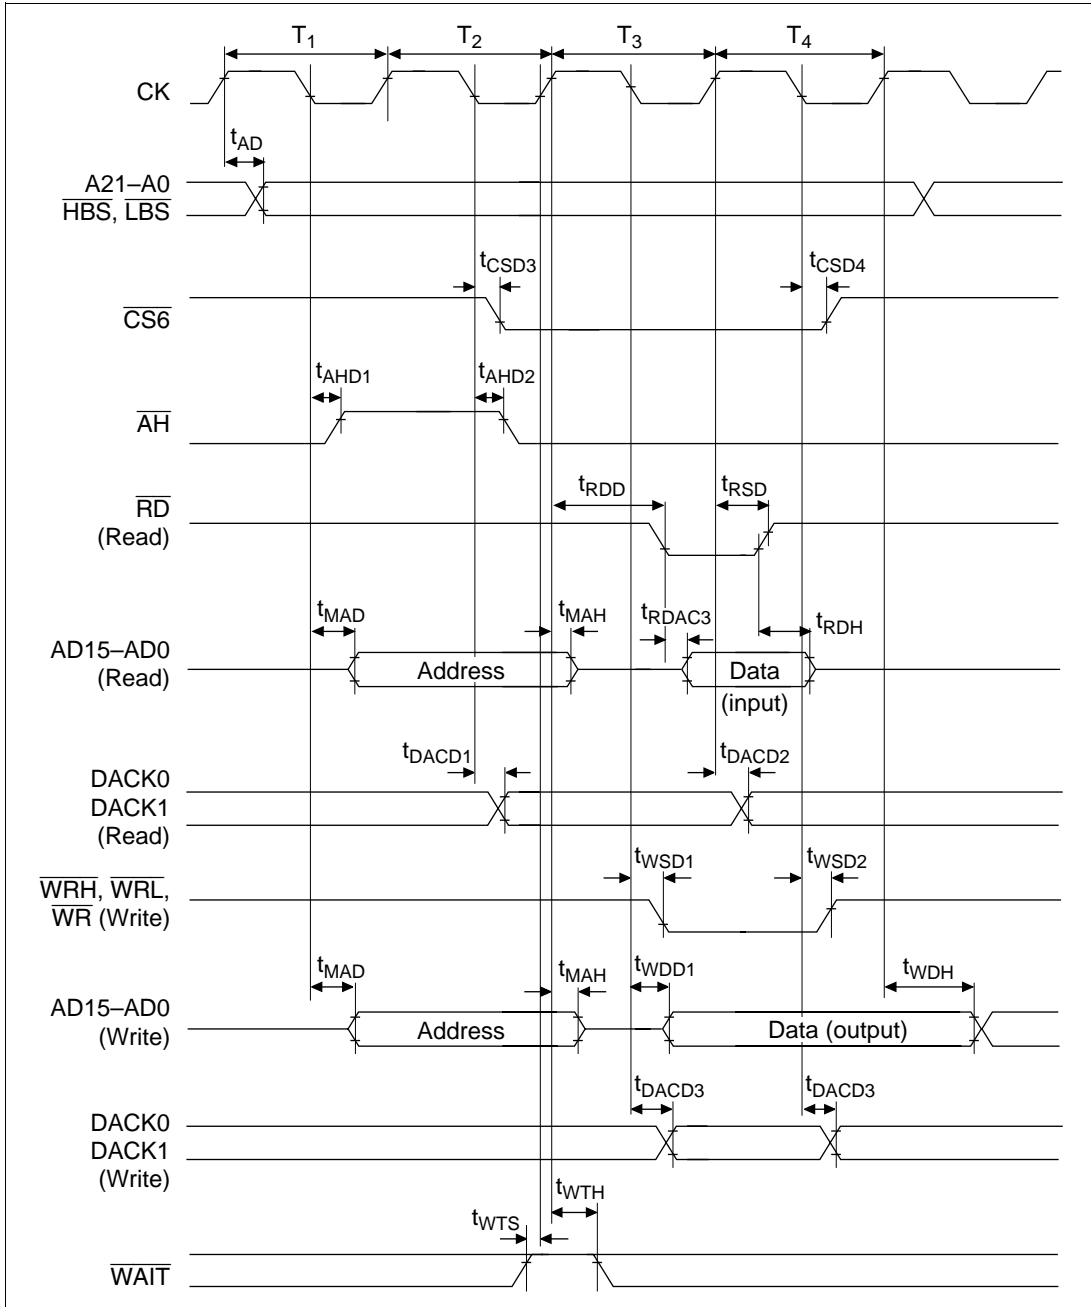 T1 T2 T3 T4
CK
tAD
A21–A0
HBS, LBS
tCSD3 tCSD4
CS6
tAHD1 tAHD2
AH
tRDD tRSD
RD
(Read)
tMAD tMAH tRDAC3 tRDH
AD15–AD0
(Read)
Address Data
(input)
tDACD1 tDACD2
DACK0
DACK1
(Read)
tWSD1 tWSD2
WRH, WRL,
WR (Write)
tMAD tMAH tWDD1 tWDH
AD15–AD0
(Write)
Address Data (output)
tDACD3 tDACD3
DACK0
DACK1
(Write)
tWTH
tWTS
WAIT